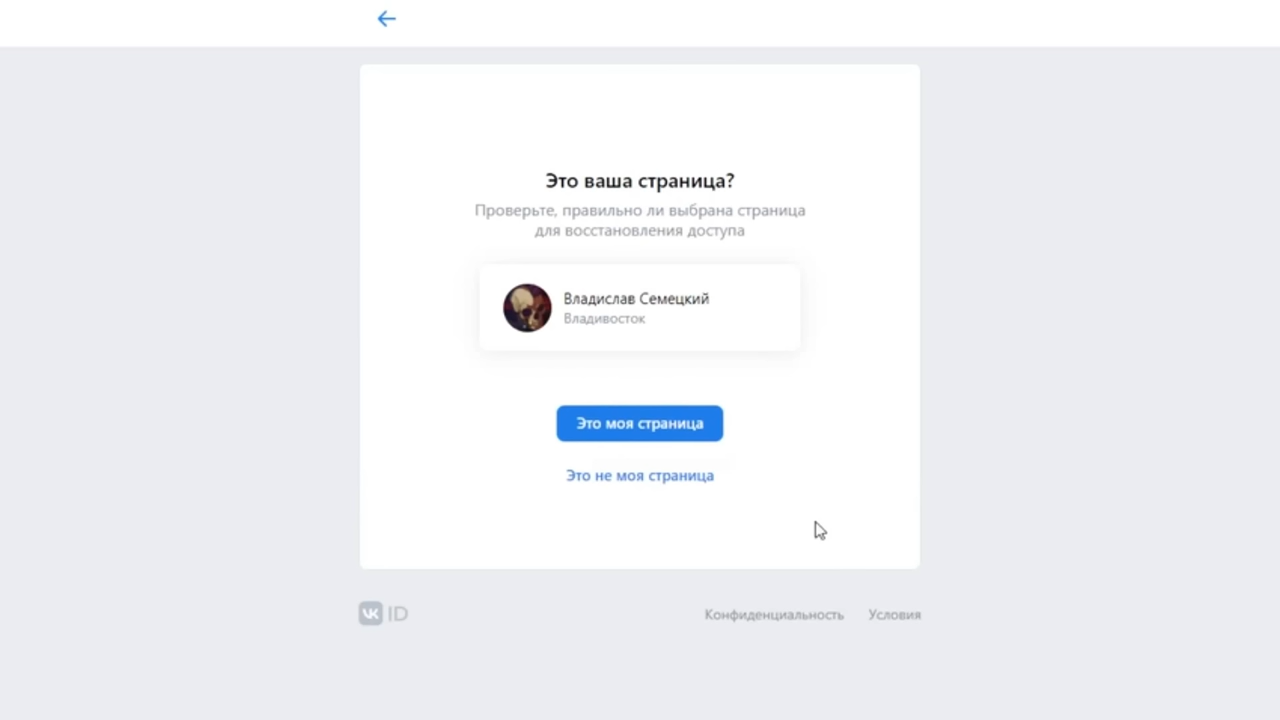 Это ваша страница?
Проверьте, правильно ли выбрана страница
для восстановления доступа
Владислав Семецкий
Владивосток
Это моя страница
Это не моя страница
VK ID
Конфиденциальность Условия